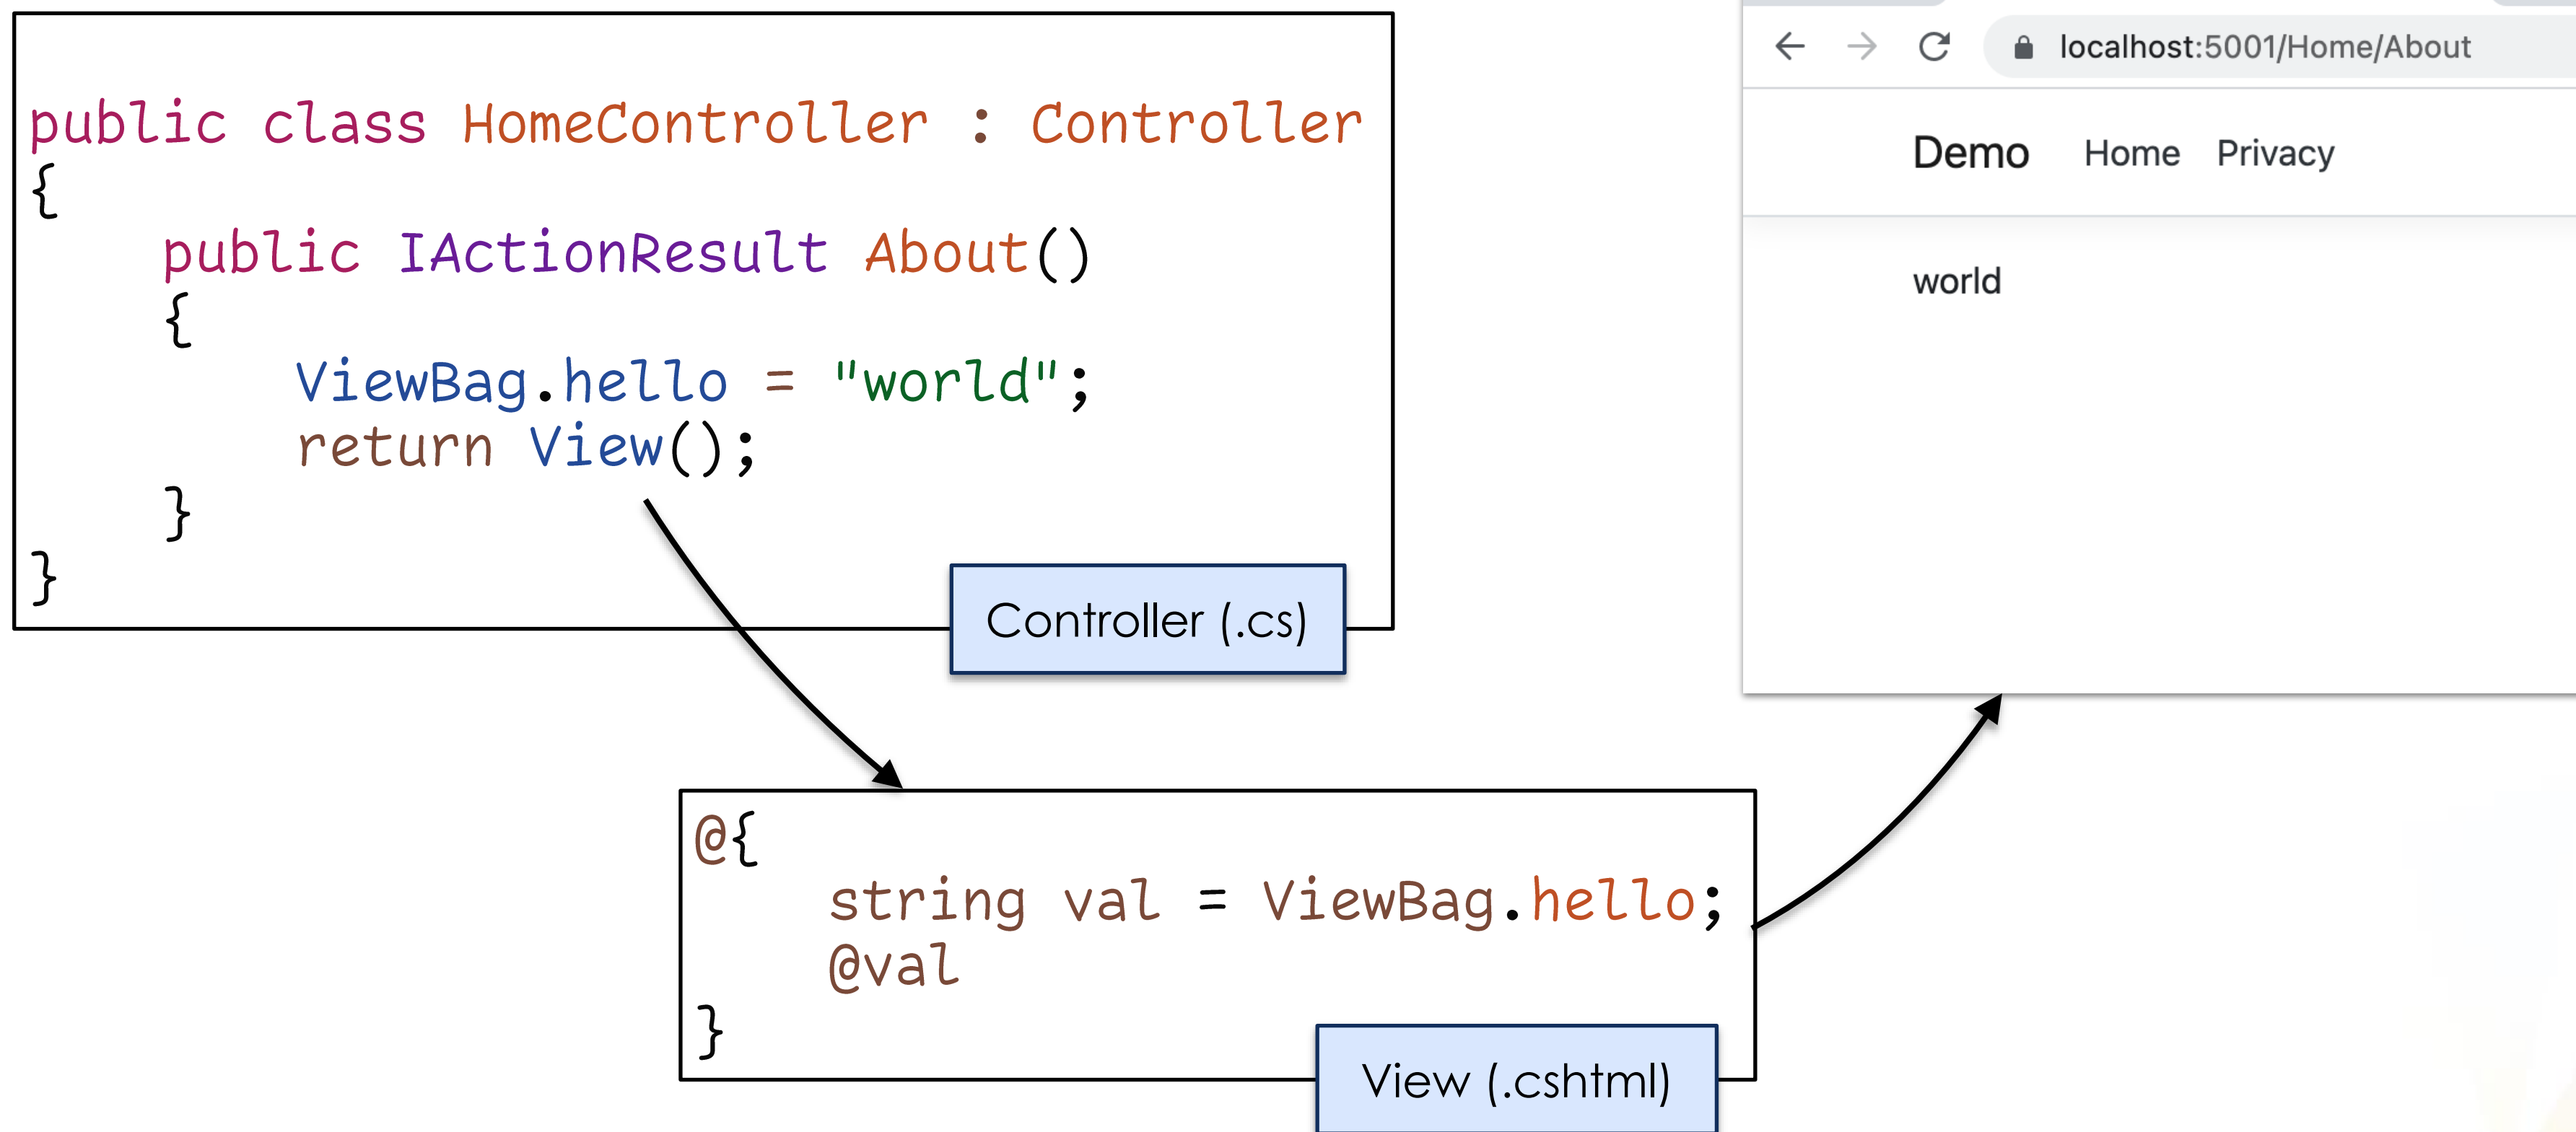 public class HomeController : Controller
{
public IActionResult About()
{
ViewBag.hello = "world";
return View();
}
}
Controller (.cs)
localhost:5001/Home/About
Demo Home Privacy
world
@{
string val = ViewBag.hello;
@val
}
View (.cshtml)